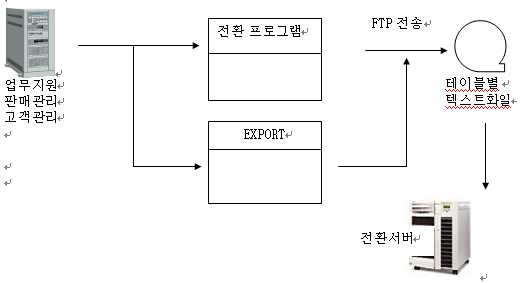 전환 프로그램
FTP 전송
업무지원
판매관리
고객관리
테이블별
텍스트화일
EXPORT
전환서버